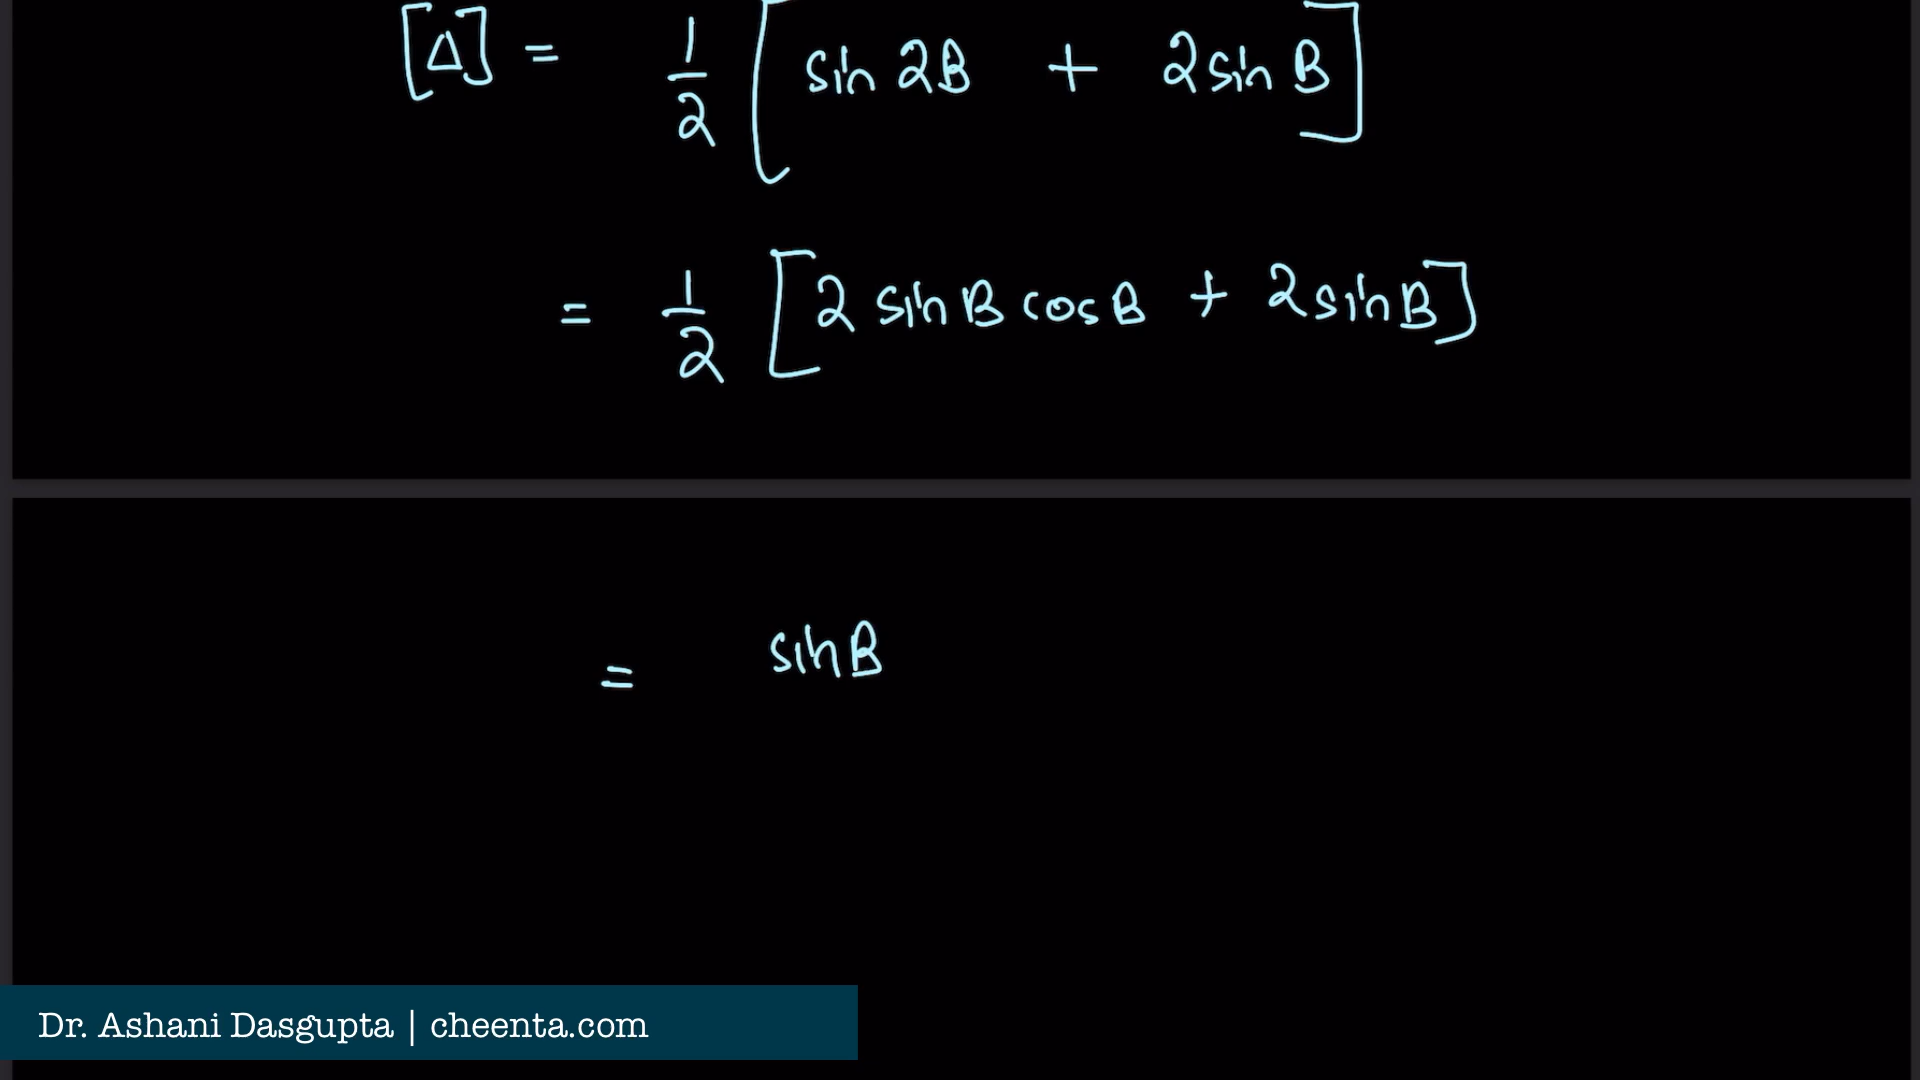 [Δ] = 1/2 [sin 2B + 2 sin B]
= 1/2 [2 sin B cos B + 2 sin B]
= sin B
Dr. Ashani Dasgupta | cheenta.com